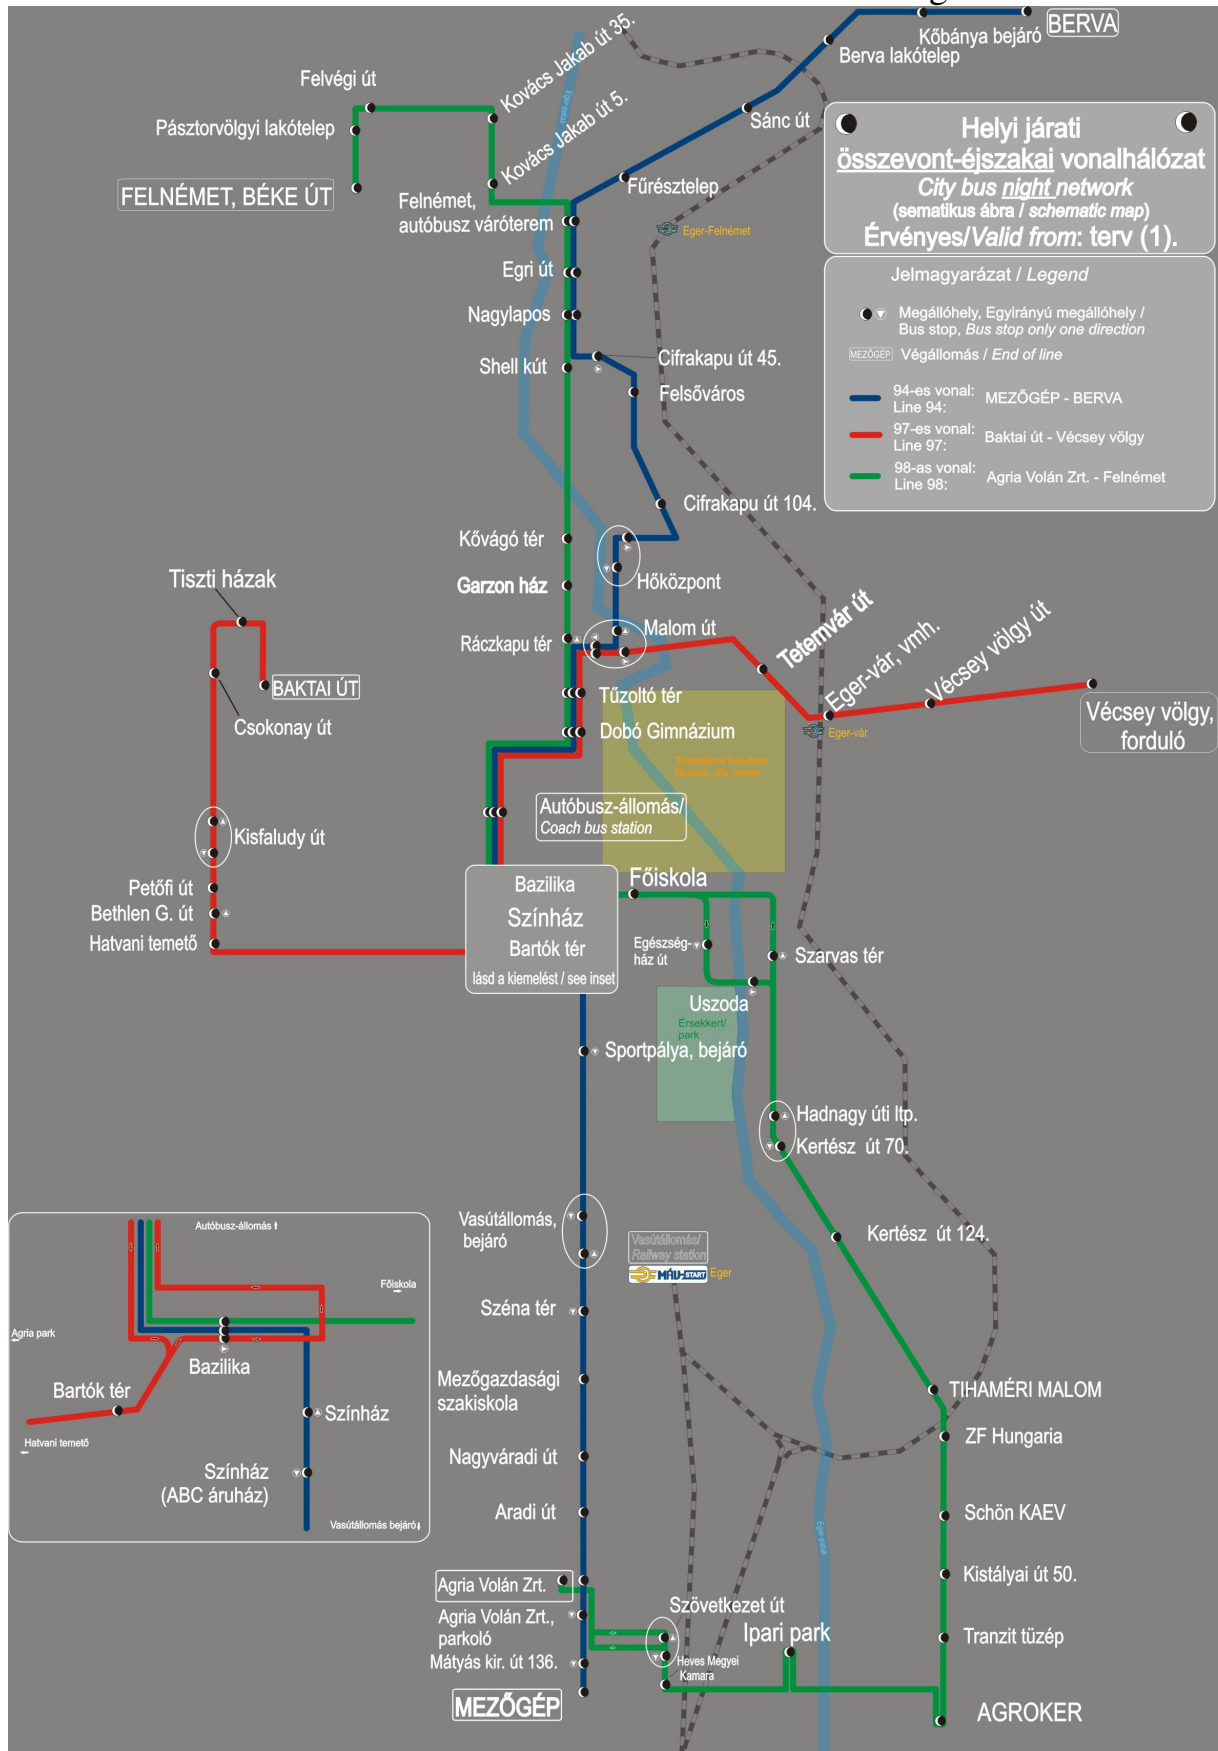 BERVA
Kőbánya bejáró
Berva lakótelep
Kovács Jakab út 35.
Felvégi út
Eger-patak
Sánc út
Pásztorvölgyi lakótelep
Kovács Jakab út 5.
FELNÉMET, BÉKE ÚT
Fűrésztelep
Felnémet,
autóbusz váróterem
Eger-Felnémet
Egri út
Nagylapos
Shell kút
Cifrakapu út 45.
Felsőváros
Cifrakapu út 104.
Helyi járati
összevont-éjszakai vonalhálózat
City bus night network
(sematikus ábra / schematic map)
Érvényes/Valid from: terv (1).
Jelmagyarázat / Legend
Megállóhely, Egyirányú megállóhely /
Bus stop, Bus stop only one direction
MEZŐGÉP Végállomás / End of line
94-es vonal:
Line 94:
MEZŐGÉP - BERVA
97-es vonal:
Line 97:
Baktai út - Vécsey völgy
98-as vonal:
Line 98:
Agria Volán Zrt. - Felnémet
Kővágó tér
Garzon ház
Hőközpont
Tiszti házak
Ráczkapu tér
Malom út
Tetemvár út
Eger-vár, vmh.
Vécsey völgy út
BAKTAI ÚT
Csokonay út
Tűzoltó tér
Dobó Gimnázium
Eger-vár
Vécsey völgy,
forduló
Történelmi belváros
Historic city center
Autóbusz-állomás/
Coach bus station
Kisfaludy út
Petőfi út
Bethlen G. út
Hatvani temető
Bazilika
Színház
Bartók tér
lásd a kiemelést / see inset
Főiskola
Egészség-
ház út
Szarvas tér
Uszoda
Érsekkert/
park
Sportpálya, bejáró
Hadnagy úti ltp.
Kertész út 70.
Vasútállomás,
bejáró
Vasútállomás/
Railway station
MÁV-START Eger
Kertész út 124.
Széna tér
Autóbusz-állomás
Főiskola
Agria park
Bazilika
Bartók tér
Színház
Hatvani temető
Színház
(ABC áruház)
Vasútállomás bejáró
Mezőgazdasági
szakiskola
TIHAMÉRI MALOM
ZF Hungaria
Nagyváradi út
Aradi út
Schön KAEV
Eger-patak
Kistályai út 50.
Agria Volán Zrt.
Agria Volán Zrt.,
parkoló
Szövetkezet út
Ipari park
Tranzit tüzép
Mátyás kir. út 136.
Heves Megyei
Kamara
MEZŐGÉP
AGROKER